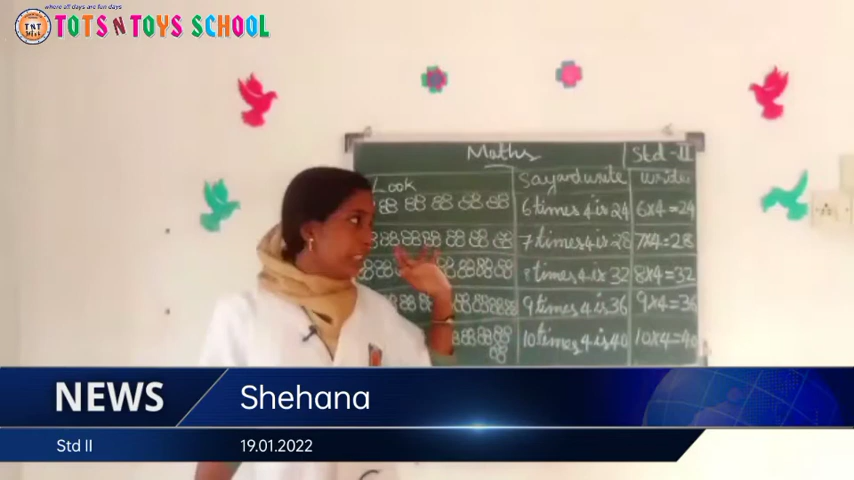 where all days are fun days
TNT
TOTS N TOYS SCHOOL
Maths
Std-II
Look
Say and write
6 times 4 is 24
6x4=24
7 times 4 is 28
7x4=28
8 times 4 is 32
8x4=32
9 times 4 is 36
9x4=36
10 times 4 is 40
10x4=40
NEWS
Shehana
Std II
19.01.2022